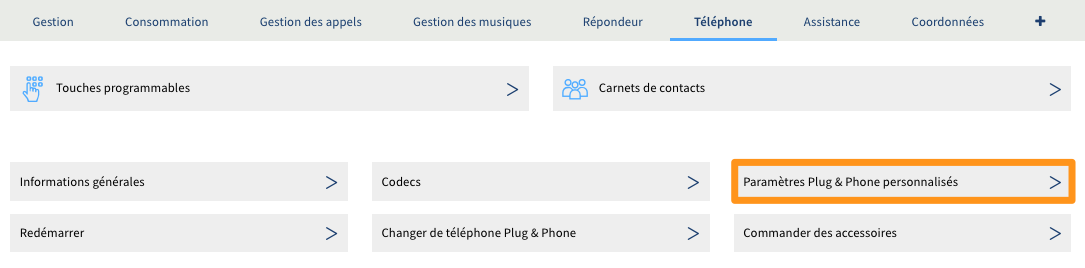 Gestion Consommation Gestion des appels Gestion des musiques Répondeur Téléphone Assistance Coordonnées +
Touches programmables > Carnets de contacts >
Informations générales > Codecs > Paramètres Plug & Phone personnalisés >
Redémarrer > Changer de téléphone Plug & Phone > Commander des accessoires >